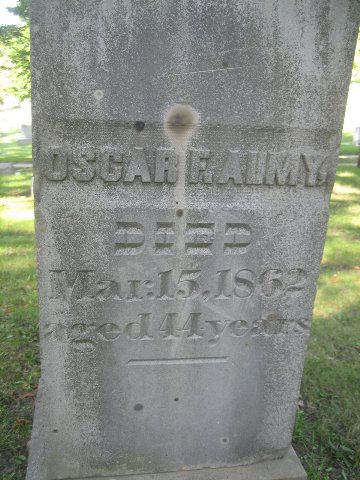 OSCAR F. ALMY.
DIED
Mar. 15, 1862
aged 44 years